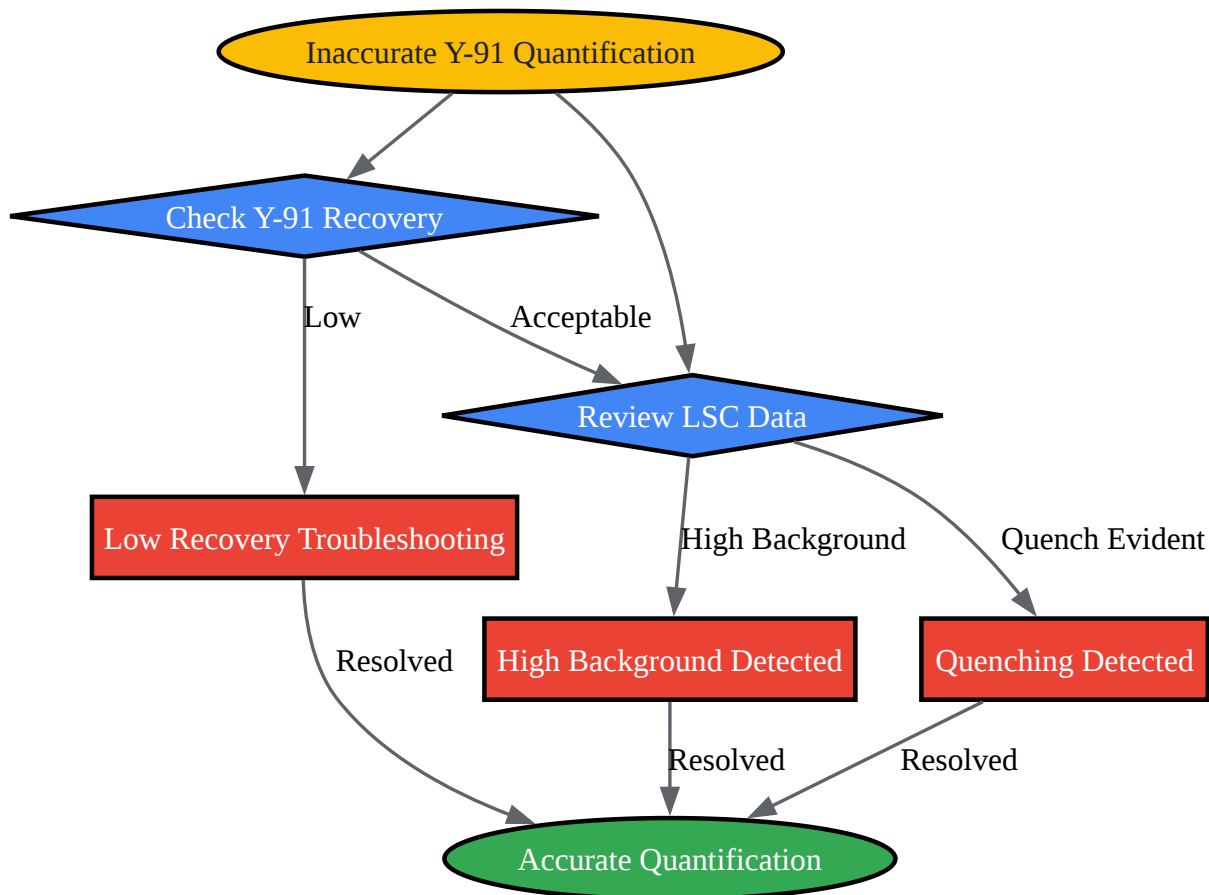 Inaccurate Y-91 Quantification
Check Y-91 Recovery
Low
Acceptable
Review LSC Data
Low Recovery Troubleshooting
High Background
Quench Evident
Resolved
High Background Detected
Quenching Detected
Resolved
Resolved
Accurate Quantification